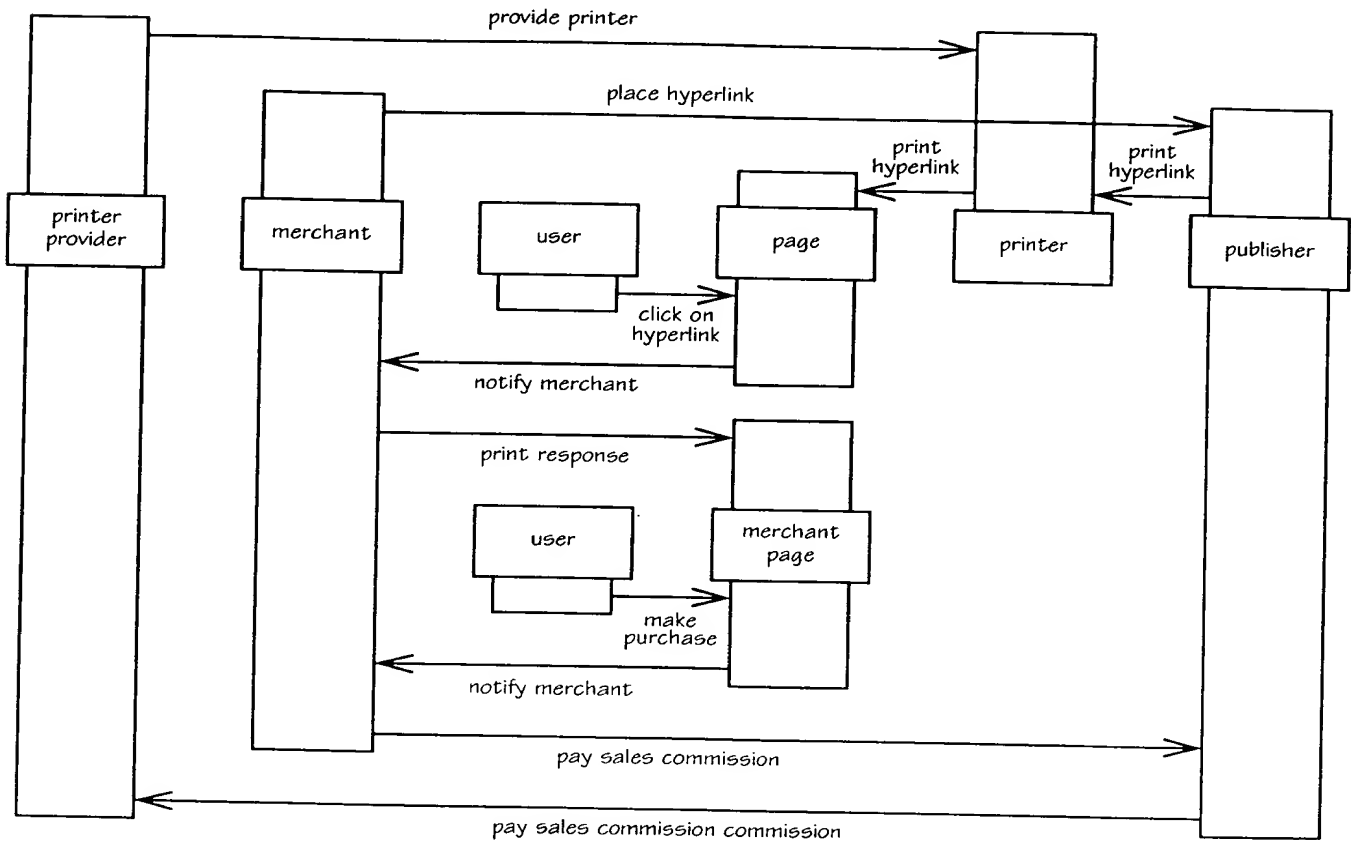 provide printer
place hyperlink
print
hyperlink
print
hyperlink
printer
provider
merchant
user
page
printer
publisher
click on
hyperlink
notify merchant
print response
user
merchant
page
make
purchase
notify merchant
pay sales commission
pay sales commission commission